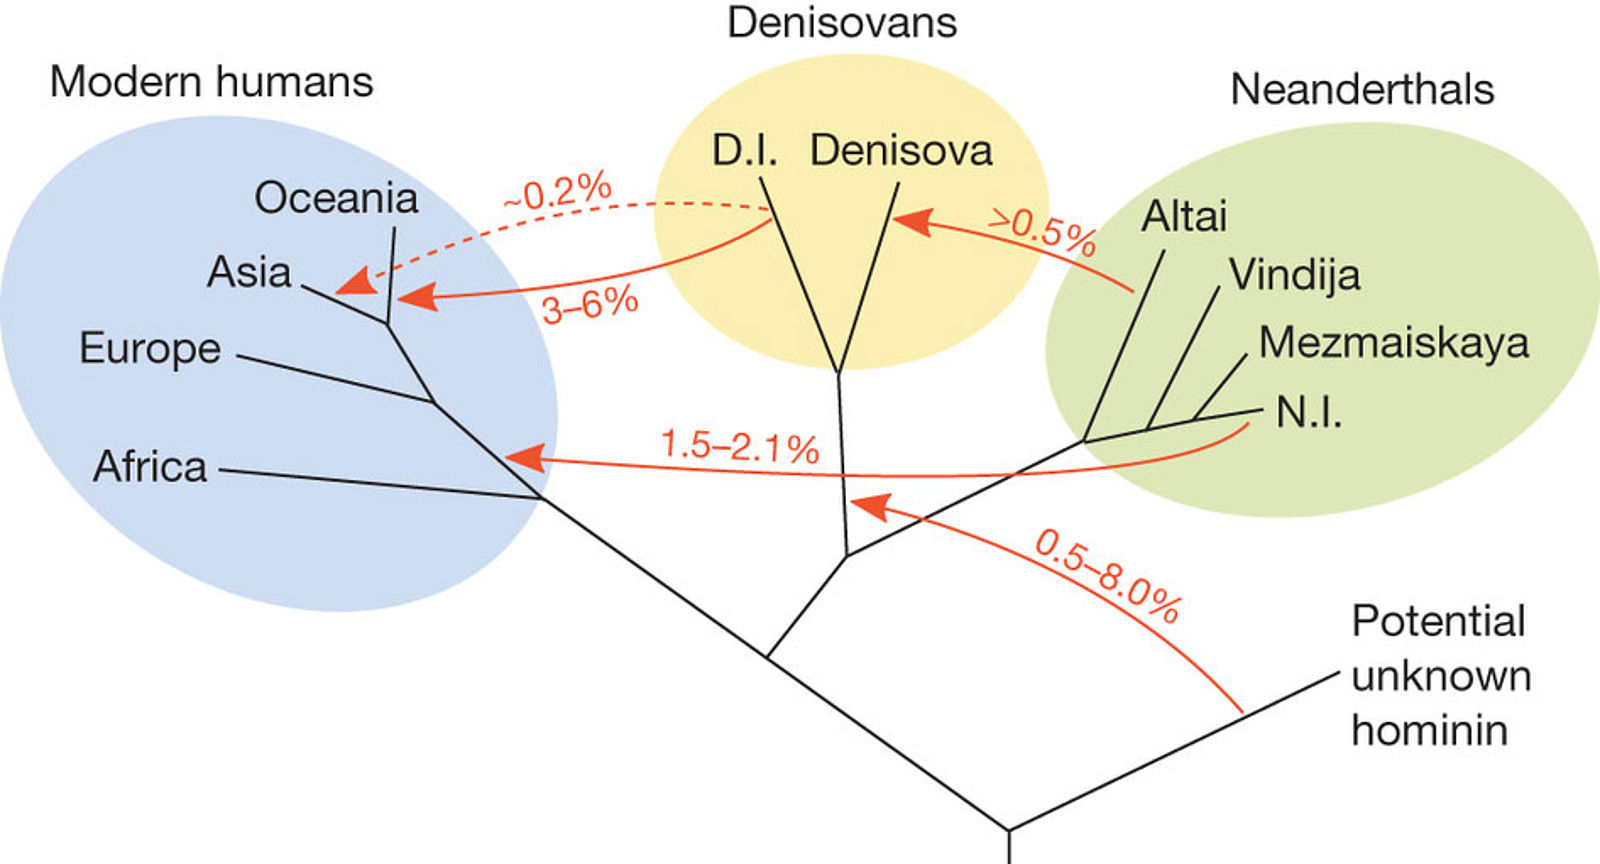 Denisovans
Modern humans
Neanderthals
D.I. Denisova
Oceania
~0.2%
>0.5%
Altai
Asia
Vindija
3–6%
Europe
Mezmaiskaya
N.I.
1.5–2.1%
Africa
0.5–8.0%
Potential
unknown
hominin